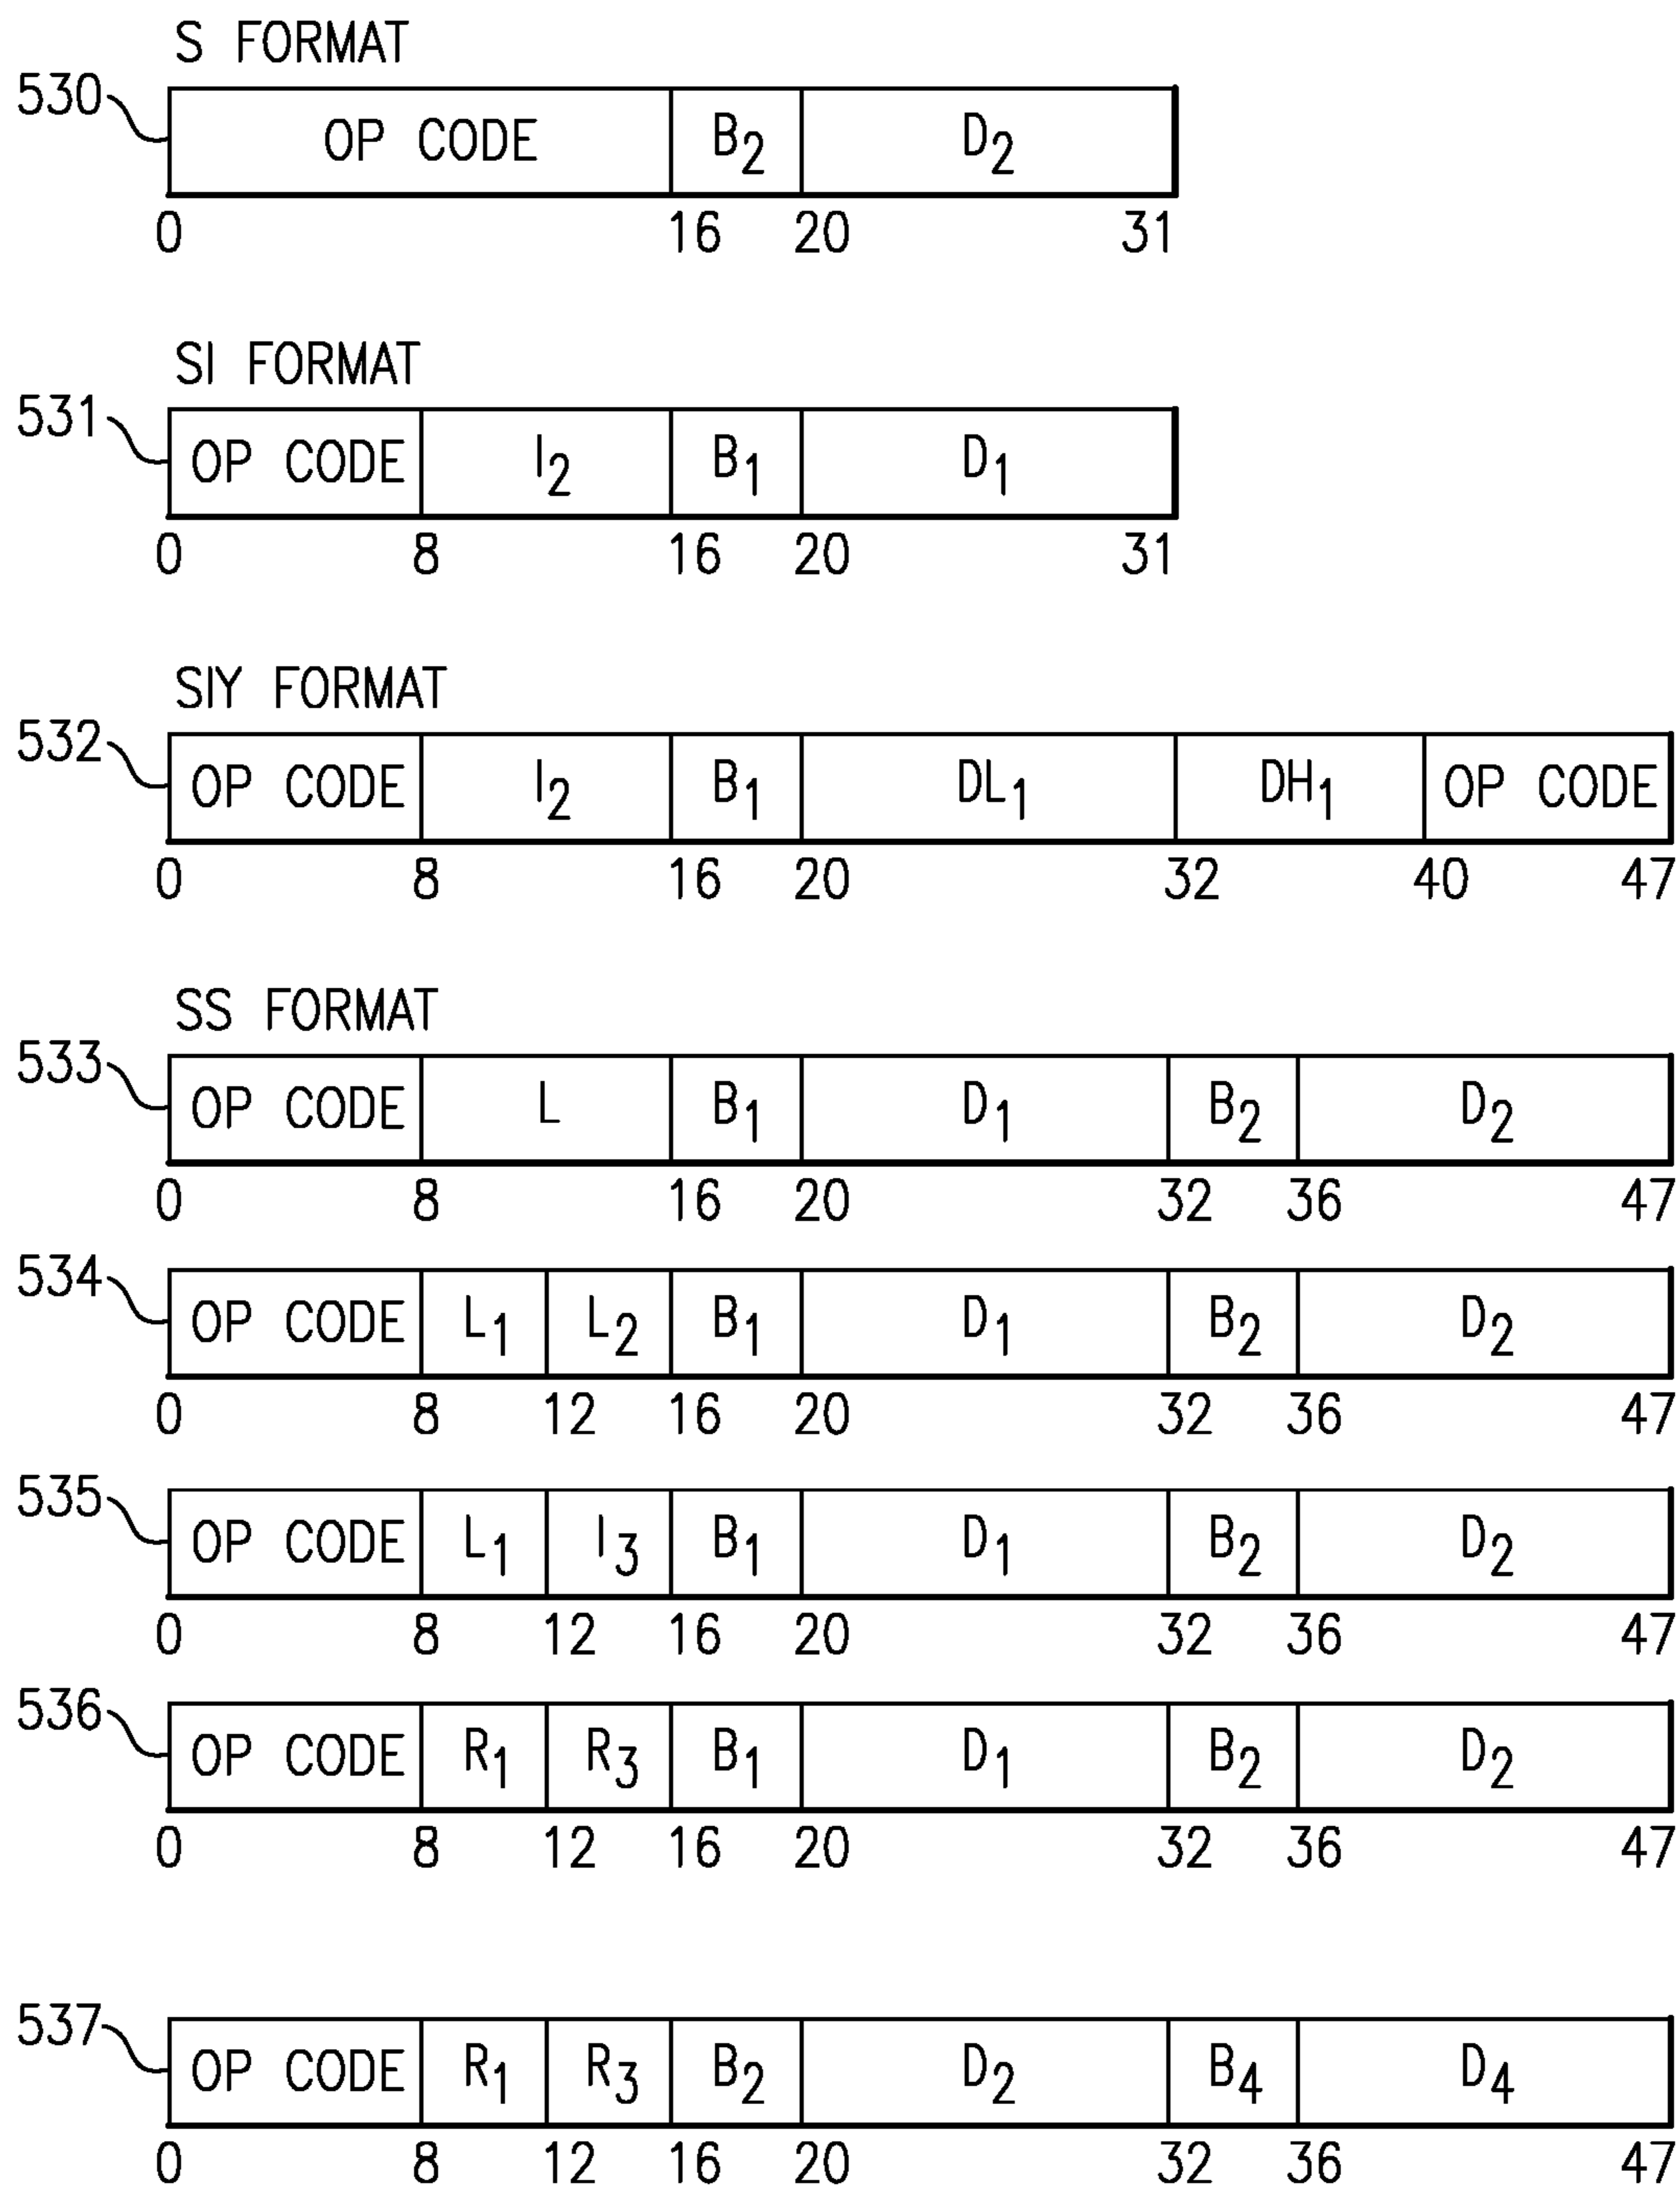 S FORMAT
530
OP CODE B₂ D₂
0 16 20 31
SI FORMAT
531
OP CODE I₂ B₁ D₁
0 8 16 20 31
SIY FORMAT
532
OP CODE I₂ B₁ DL₁ DH₁ OP CODE
0 8 16 20 32 40 47
SS FORMAT
533
OP CODE L B₁ D₁ B₂ D₂
0 8 16 20 32 36 47
534
OP CODE L₁ L₂ B₁ D₁ B₂ D₂
0 8 12 16 20 32 36 47
535
OP CODE L₁ I₃ B₁ D₁ B₂ D₂
0 8 12 16 20 32 36 47
536
OP CODE R₁ R₃ B₁ D₁ B₂ D₂
0 8 12 16 20 32 36 47
537
OP CODE R₁ R₃ B₂ D₂ B₄ D₄
0 8 12 16 20 32 36 47